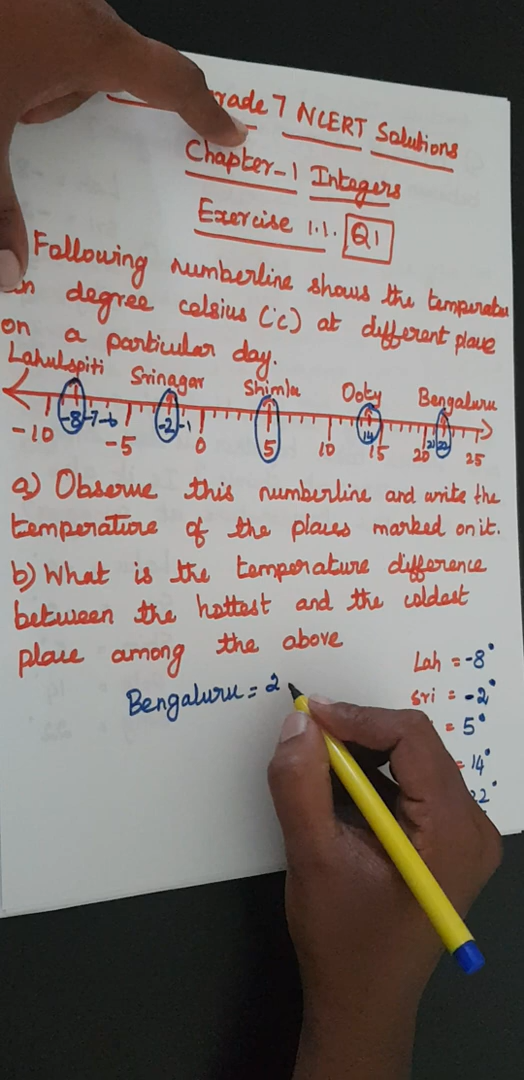 grade 7 NCERT Solutions
Chapter-1 Integers
Exercise 1.1. Q1
Following numberline shows the temperature
in degree celsius (°c) at different place
on a particular day.
Lahulspiti Srinagar Shimla Ooty Bengaluru
-8 -7 -6 -2 -1 14 21 22
-10 -5 0 5 10 15 20 25
a) Observe this numberline and write the
temperature of the places marked on it.
b) What is the temperature difference
between the hottest and the coldest
place among the above
Lah = -8°
Bengaluru = 2
Sri = -2°
= 5°
= 14°
22°